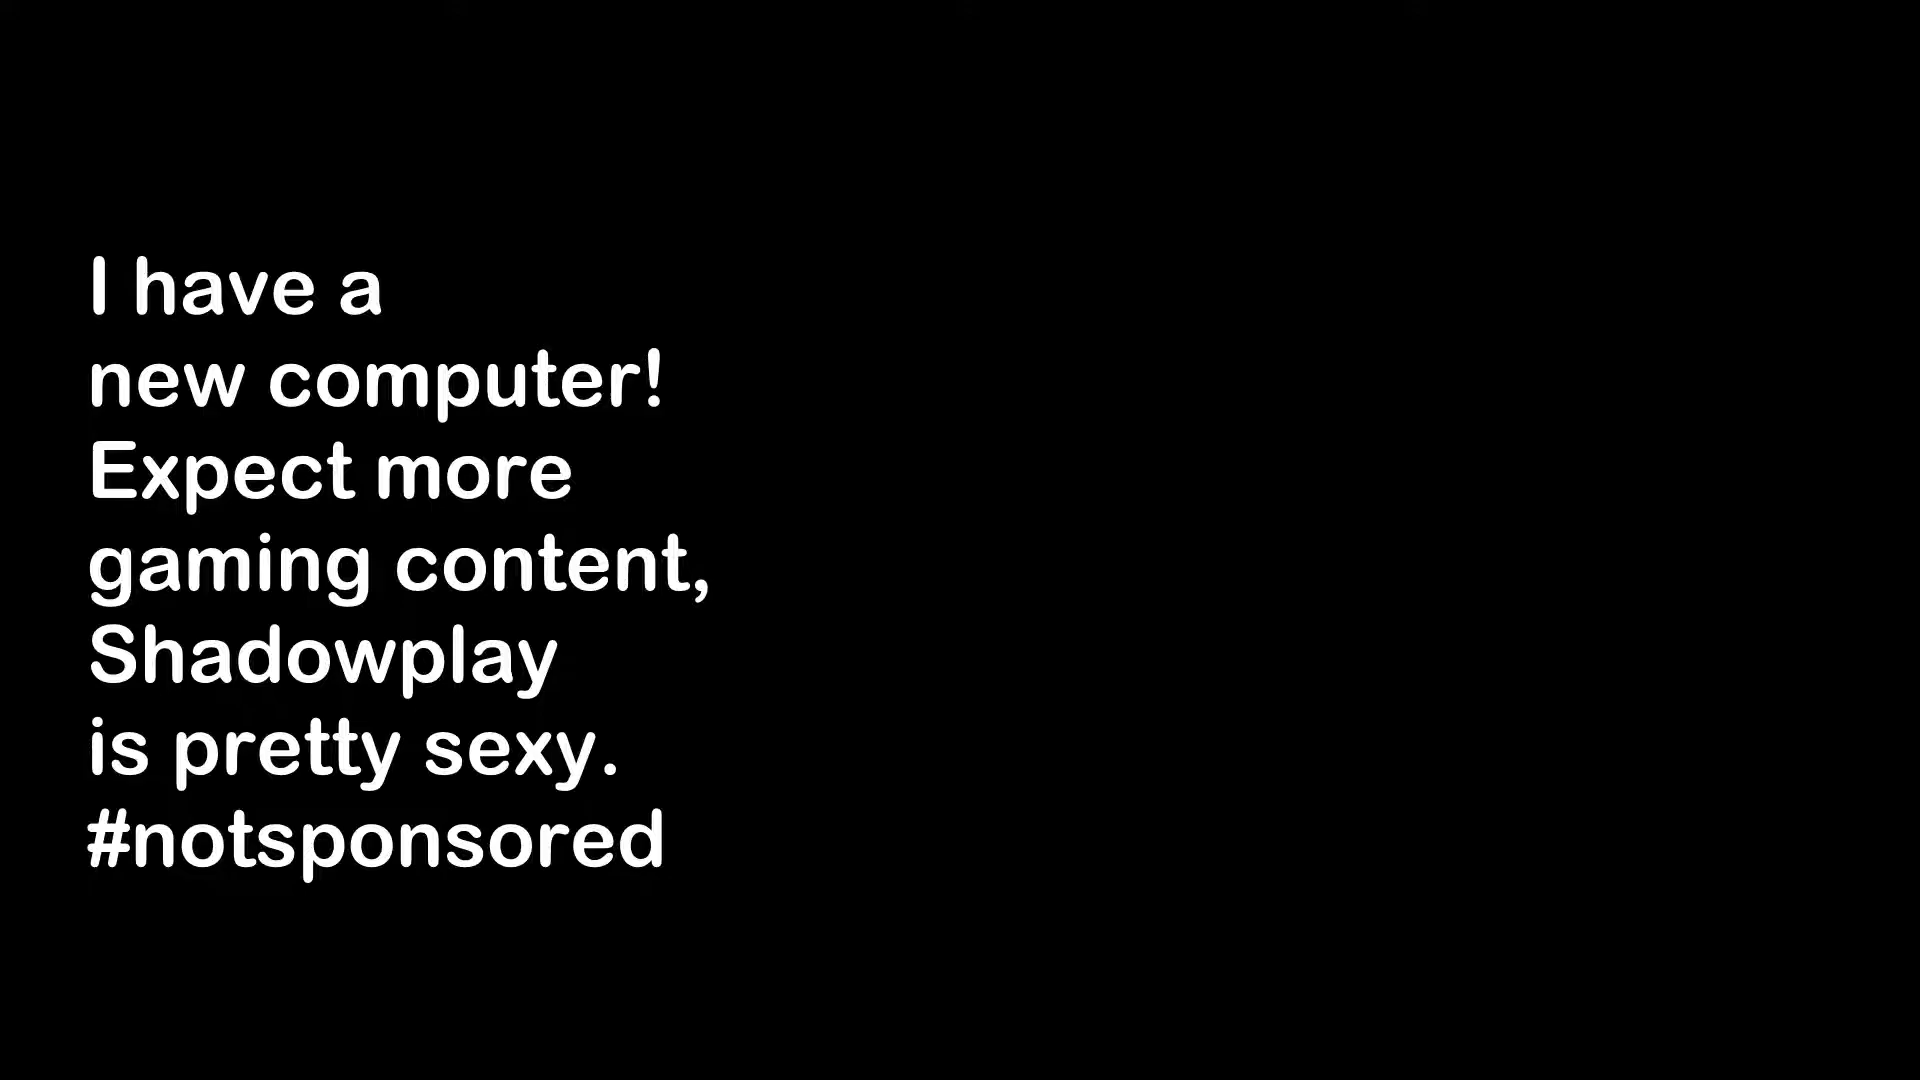 I have a
new computer!
Expect more
gaming content,
Shadowplay
is pretty sexy.
#notsponsored